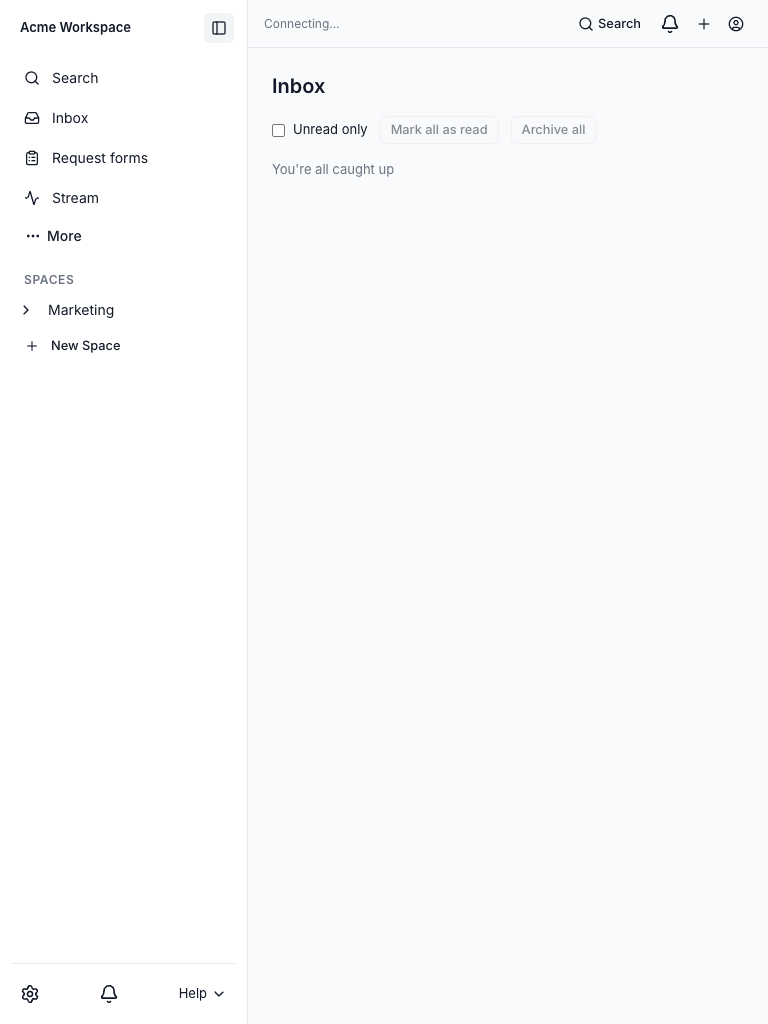 Acme Workspace
Search
Inbox
Request forms
Stream
More
SPACES
Marketing
New Space
Help
Connecting...
Search
Inbox
Unread only
Mark all as read
Archive all
You're all caught up